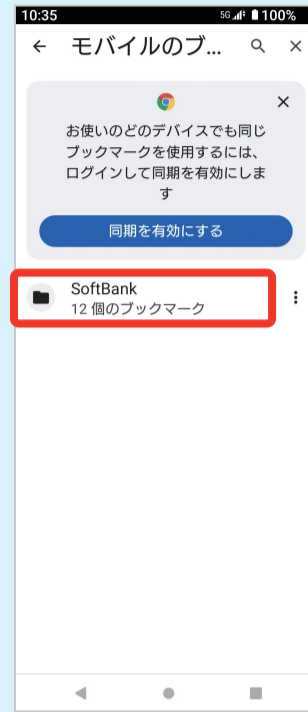 10:35 5G 100%
モバイルのブ...
お使いのどのデバイスでも同じ
ブックマークを使用するには、
ログインして同期を有効にしま
す
同期を有効にする
SoftBank
12 個のブックマーク